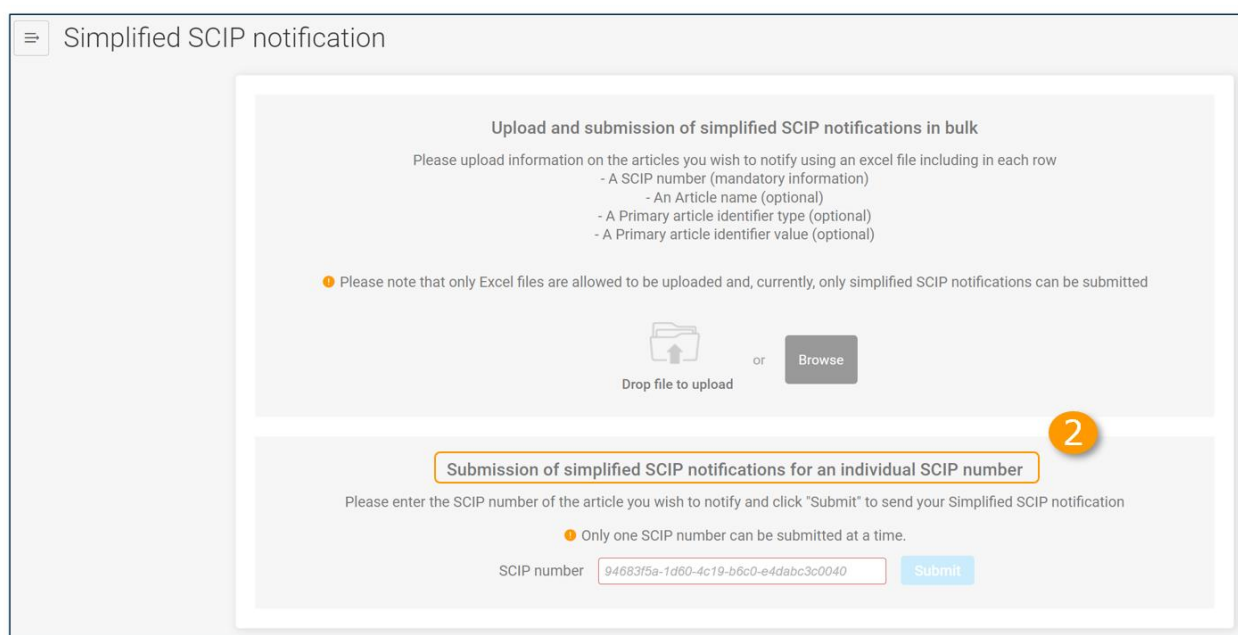 Simplified SCIP notification
Upload and submission of simplified SCIP notifications in bulk
Please upload information on the articles you wish to notify using an excel file including in each row
- A SCIP number (mandatory information)
- An Article name (optional)
- A Primary article identifier type (optional)
- A Primary article identifier value (optional)
Please note that only Excel files are allowed to be uploaded and, currently, only simplified SCIP notifications can be submitted
or
Browse
Drop file to upload
2
Submission of simplified SCIP notifications for an individual SCIP number
Please enter the SCIP number of the article you wish to notify and click "Submit" to send your Simplified SCIP notification
Only one SCIP number can be submitted at a time.
SCIP number 94683f5a-1d60-4c19-b6c0-e4dabc3c0040 Submit